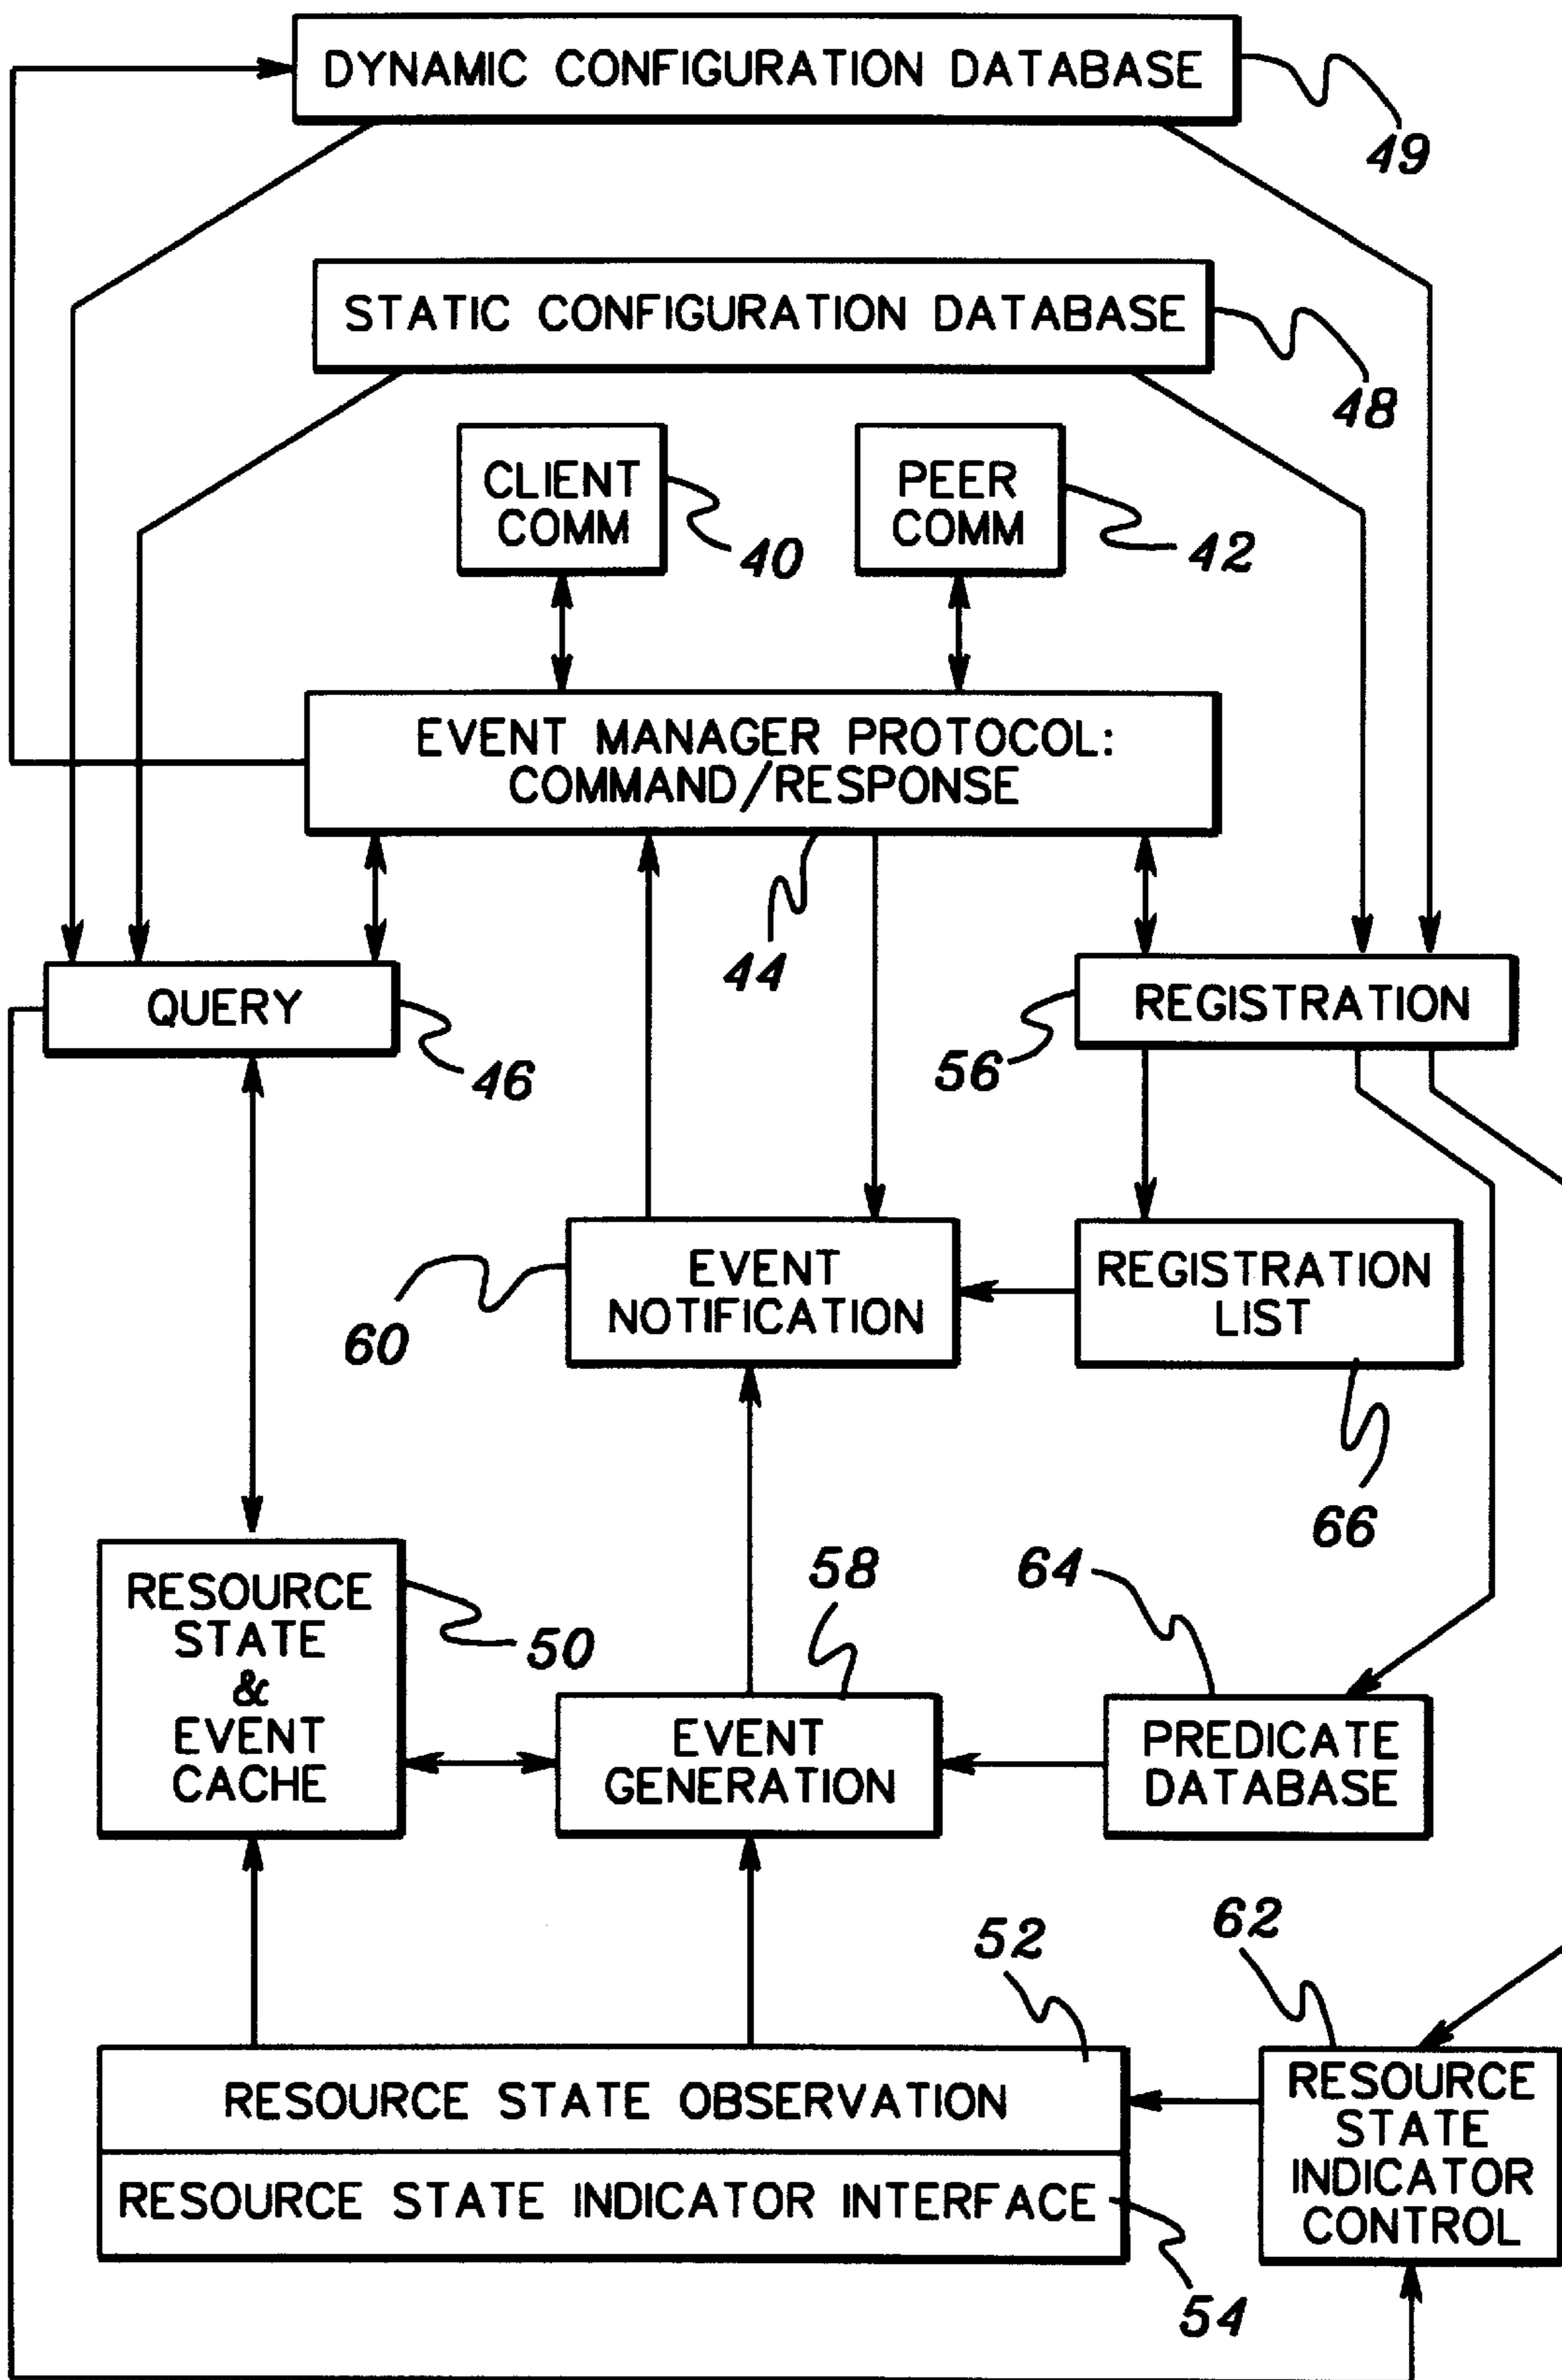 DYNAMIC CONFIGURATION DATABASE
49
STATIC CONFIGURATION DATABASE
48
CLIENT
COMM
40
PEER
COMM
42
EVENT MANAGER PROTOCOL:
COMMAND/RESPONSE
44
QUERY
46
REGISTRATION
56
EVENT
NOTIFICATION
60
REGISTRATION
LIST
66
RESOURCE
STATE
&
EVENT
CACHE
50
58
EVENT
GENERATION
64
PREDICATE
DATABASE
52
62
RESOURCE STATE OBSERVATION
RESOURCE STATE INDICATOR INTERFACE
54
RESOURCE
STATE
INDICATOR
CONTROL